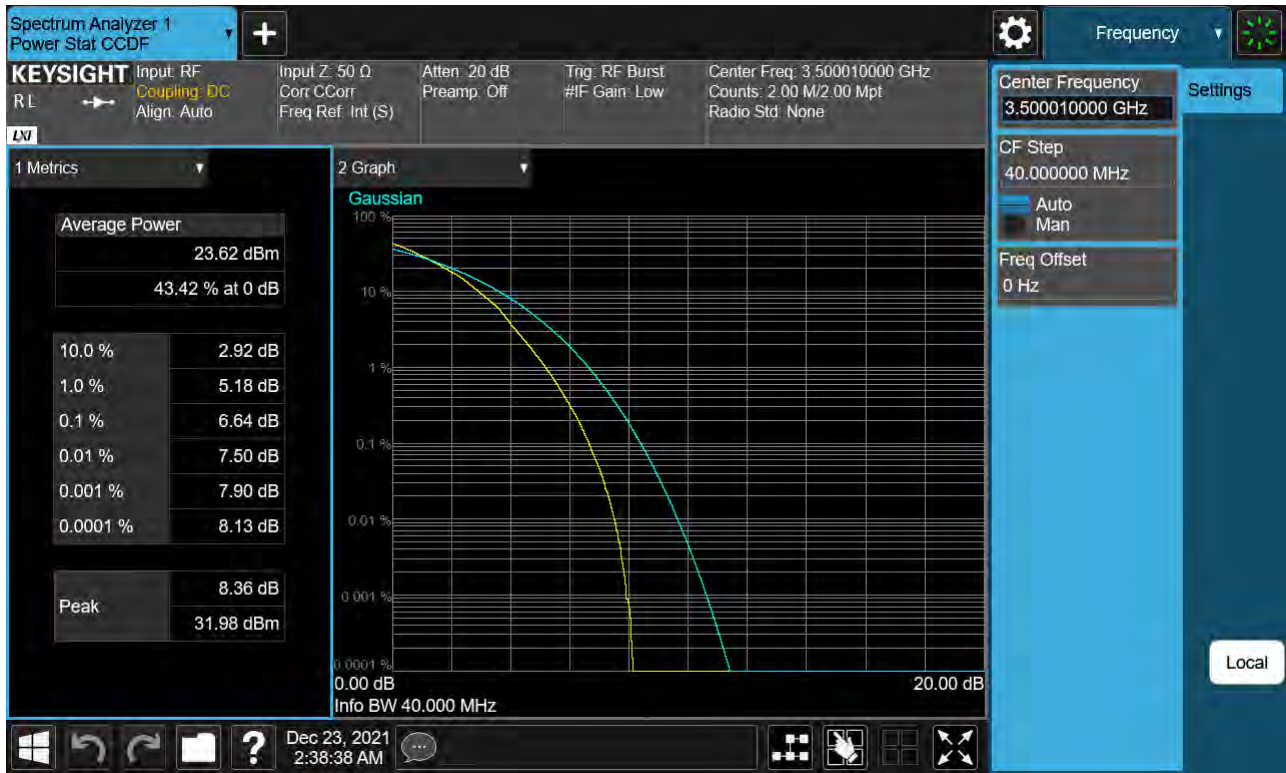 Spectrum Analyzer 1
Power Stat CCDF
+
Frequency
KEYSIGHT
RL
LXI
Input: RF
Coupling: DC
Align: Auto
Input Z: 50 Ω
Corr CCorr
Freq Ref: Int (S)
Atten: 20 dB
Preamp: Off
Trig: RF Burst
#IF Gain: Low
Center Freq: 3.500010000 GHz
Counts: 2.00 M/2.00 Mpt
Radio Std: None
Center Frequency
3.500010000 GHz
Settings
CF Step
40.000000 MHz
Auto
Man
Freq Offset
0 Hz
1 Metrics
Average Power
23.62 dBm
43.42 % at 0 dB
10.0 % 2.92 dB
1.0 % 5.18 dB
0.1 % 6.64 dB
0.01 % 7.50 dB
0.001 % 7.90 dB
0.0001 % 8.13 dB
Peak
8.36 dB
31.98 dBm
2 Graph
Gaussian
100 %
10 %
1 %
0.1 %
0.01 %
0.001 %
0.0001 %
0.00 dB 20.00 dB
Info BW 40.000 MHz
Local
?
Dec 23, 2021
2:38:38 AM